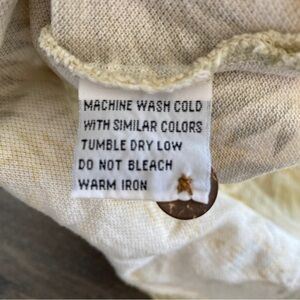 MACHINE WASH COLD
WITH SIMILAR COLORS
TUMBLE DRY LOW
DO NOT BLEACH
WARM IRON